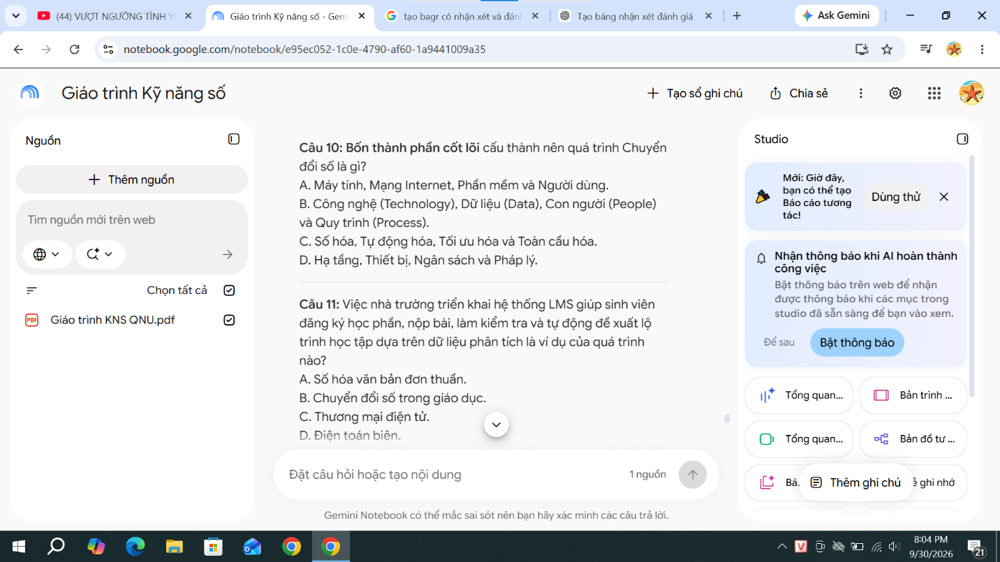 (44) VƯỢT NGƯỠNG TÌNH Y
Giáo trình Kỹ năng số - Gem
tạo bagr có nhận xét và đánh
Tạo bảng nhận xét đánh giá
Ask Gemini
notebook.google.com/notebook/e95ec052-1c0e-4790-af60-1a9441009a35
Giáo trình Kỹ năng số
Tạo sổ ghi chú
Chia sẻ
Nguồn
Thêm nguồn
Tìm nguồn mới trên web
Chọn tất cả
PDF
Giáo trình KNS QNU.pdf
Câu 10: Bốn thành phần cốt lõi cấu thành nên quá trình Chuyển
đổi số là gì?
A. Máy tính, Mạng Internet, Phần mềm và Người dùng.
B. Công nghệ (Technology), Dữ liệu (Data), Con người (People)
và Quy trình (Process).
C. Số hóa, Tự động hóa, Tối ưu hóa và Toàn cầu hóa.
D. Hạ tầng, Thiết bị, Ngân sách và Pháp lý.
Câu 11: Việc nhà trường triển khai hệ thống LMS giúp sinh viên
đăng ký học phần, nộp bài, làm kiểm tra và tự động đề xuất lộ
trình học tập dựa trên dữ liệu phân tích là ví dụ của quá trình
nào?
A. Số hóa văn bản đơn thuần.
B. Chuyển đổi số trong giáo dục.
C. Thương mại điện tử.
D. Điện toán biên.
Đặt câu hỏi hoặc tạo nội dung
1 nguồn
Gemini Notebook có thể mắc sai sót nên bạn hãy xác minh các câu trả lời.
Studio
Mới: Giờ đây,
bạn có thể tạo
Báo cáo tương
tác!
Dùng thử
Nhận thông báo khi AI hoàn thành
công việc
Bật thông báo trên web để nhận
được thông báo khi các mục trong
studio đã sẵn sàng để bạn vào xem.
Để sau
Bật thông báo
Tổng quan...
Bản trình ...
Tổng quan...
Bản đồ tư ...
Bá.
Thêm ghi chú
ẻ ghi nhớ
V
8:04 PM
9/30/2026
21